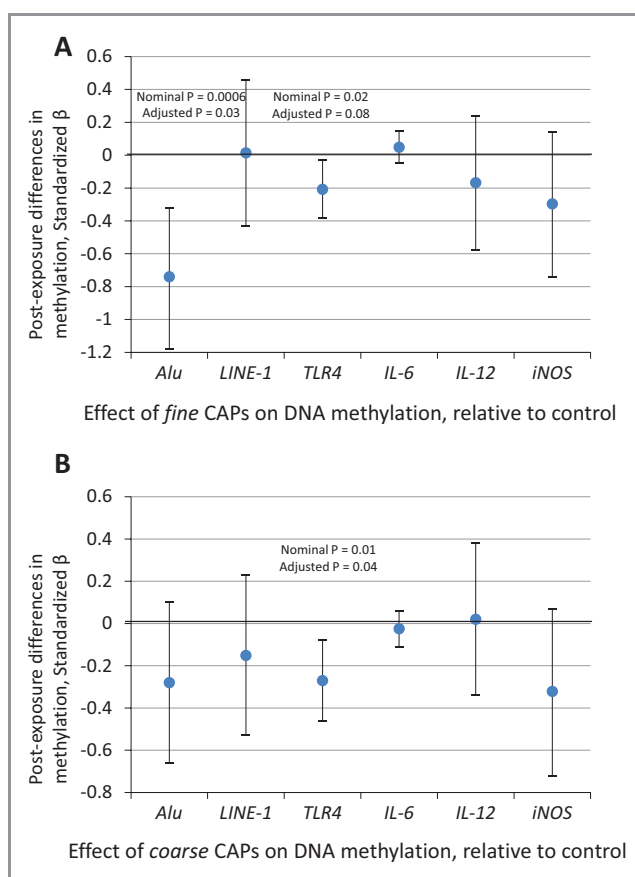 A
Post-exposure differences in
methylation, Standardized β
0.6
0.4
0.2
0
-0.2
-0.4
-0.6
-0.8
-1
-1.2
Nominal P = 0.0006
Adjusted P = 0.03
Nominal P = 0.02
Adjusted P = 0.08
Alu LINE-1 TLR4 IL-6 IL-12 iNOS
Effect of fine CAPs on DNA methylation, relative to control
B
Post-exposure differences in
methylation, Standardized β
0.6
0.4
0.2
0
-0.2
-0.4
-0.6
-0.8
Nominal P = 0.01
Adjusted P = 0.04
Alu LINE-1 TLR4 IL-6 IL-12 iNOS
Effect of coarse CAPs on DNA methylation, relative to control